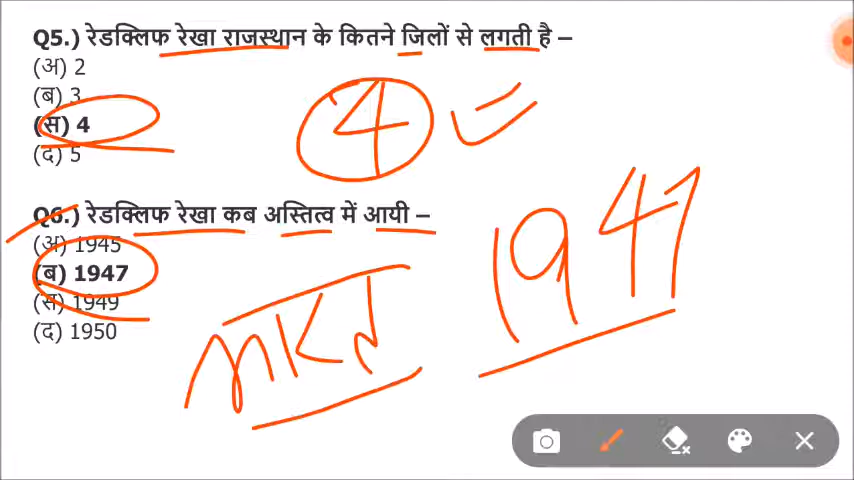 Q5.) रेडक्लिफ रेखा राजस्थान के कितने जिलों से लगती है –
(अ) 2
(ब) 3
(स) 4
(द) 5
4
Q6.) रेडक्लिफ रेखा कब अस्तित्व में आयी –
(अ) 1945
(ब) 1947
(स) 1949
(द) 1950
1947